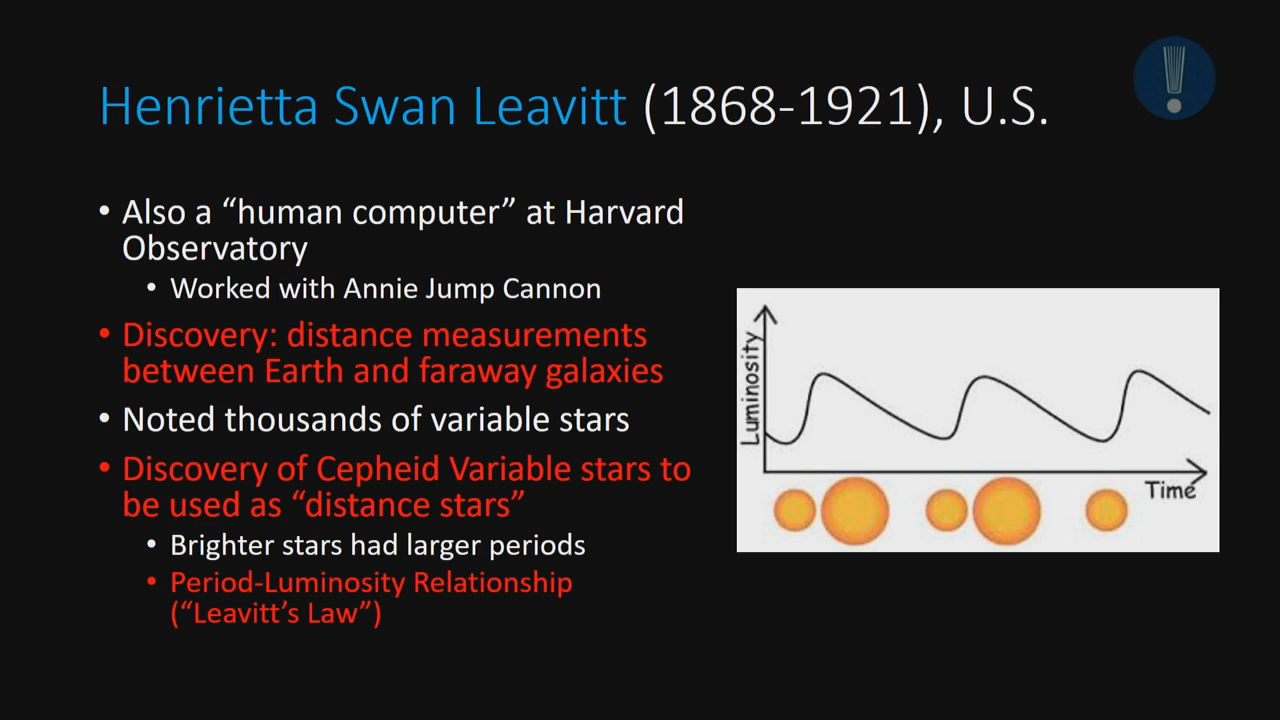 Henrietta Swan Leavitt (1868-1921), U.S.
• Also a “human computer” at Harvard
Observatory
• Worked with Annie Jump Cannon
• Discovery: distance measurements
between Earth and faraway galaxies
• Noted thousands of variable stars
• Discovery of Cepheid Variable stars to
be used as “distance stars”
• Brighter stars had larger periods
• Period-Luminosity Relationship
(“Leavitt’s Law”)
Luminosity
Time